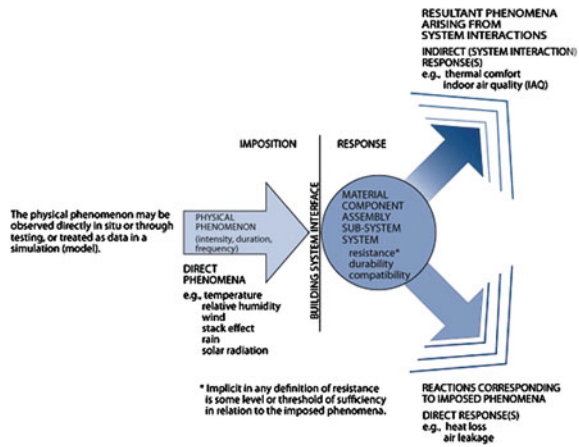 RESULTANT PHENOMENA
ARISING FROM
SYSTEM INTERACTIONS
INDIRECT (SYSTEM INTERACTION)
RESPONSE(S)
e.g., thermal comfort
indoor air quality (IAQ)
IMPOSITION
RESPONSE
BUILDING SYSTEM INTERFACE
The physical phenomenon may be
observed directly in situ or through
testing, or treated as data in a
simulation (model).
PHYSICAL
PHENOMENON
(intensity, duration,
frequency)
DIRECT
PHENOMENA
e.g., temperature
relative humidity
wind
stack effect
rain
solar radiation
MATERIAL
COMPONENT
ASSEMBLY
SUB-SYSTEM
SYSTEM
resistance*
durability
compatibility
* Implicit in any definition of resistance
is some level or threshold of sufficiency
in relation to the imposed phenomena.
REACTIONS CORRESPONDING
TO IMPOSED PHENOMENA
DIRECT RESPONSE(S)
e.g., heat loss
air leakage